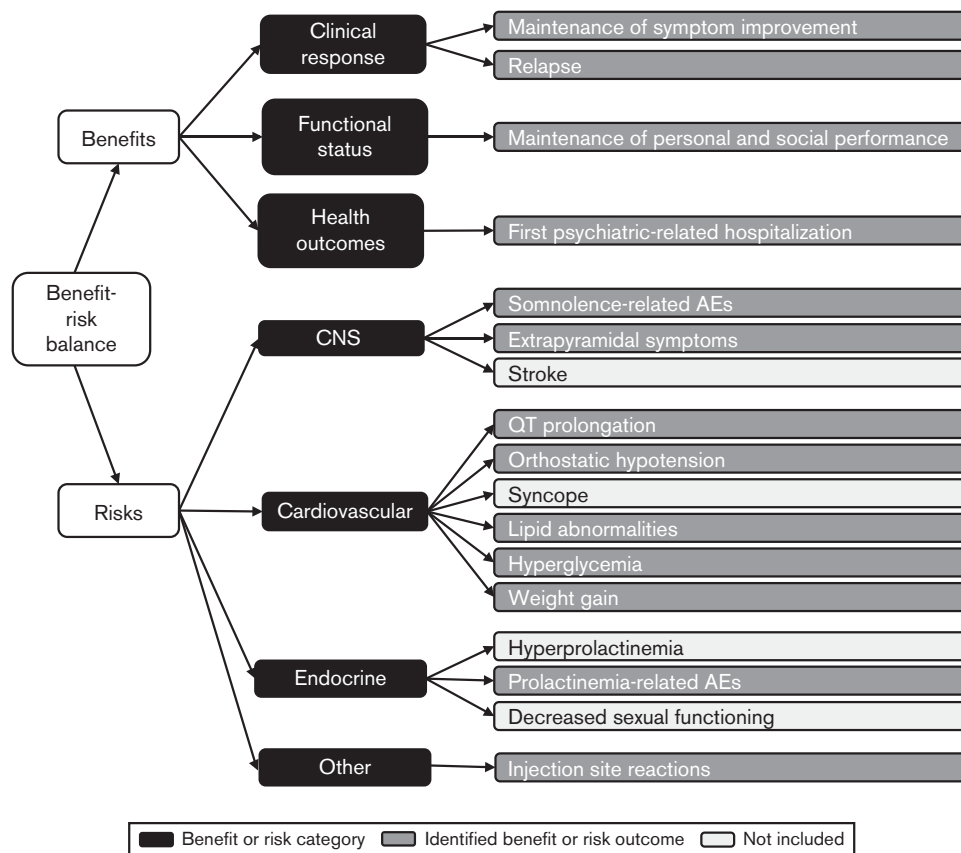 Clinical
response
Maintenance of symptom improvement
Relapse
Benefits
Functional
status
Maintenance of personal and social performance
Health
outcomes
First psychiatric-related hospitalization
Benefit-
risk
balance
CNS
Somnolence-related AEs
Extrapyramidal symptoms
Stroke
Risks
Cardiovascular
QT prolongation
Orthostatic hypotension
Syncope
Lipid abnormalities
Hyperglycemia
Weight gain
Endocrine
Hyperprolactinemia
Prolactinemia-related AEs
Decreased sexual functioning
Other
Injection site reactions
Benefit or risk category Identified benefit or risk outcome Not included